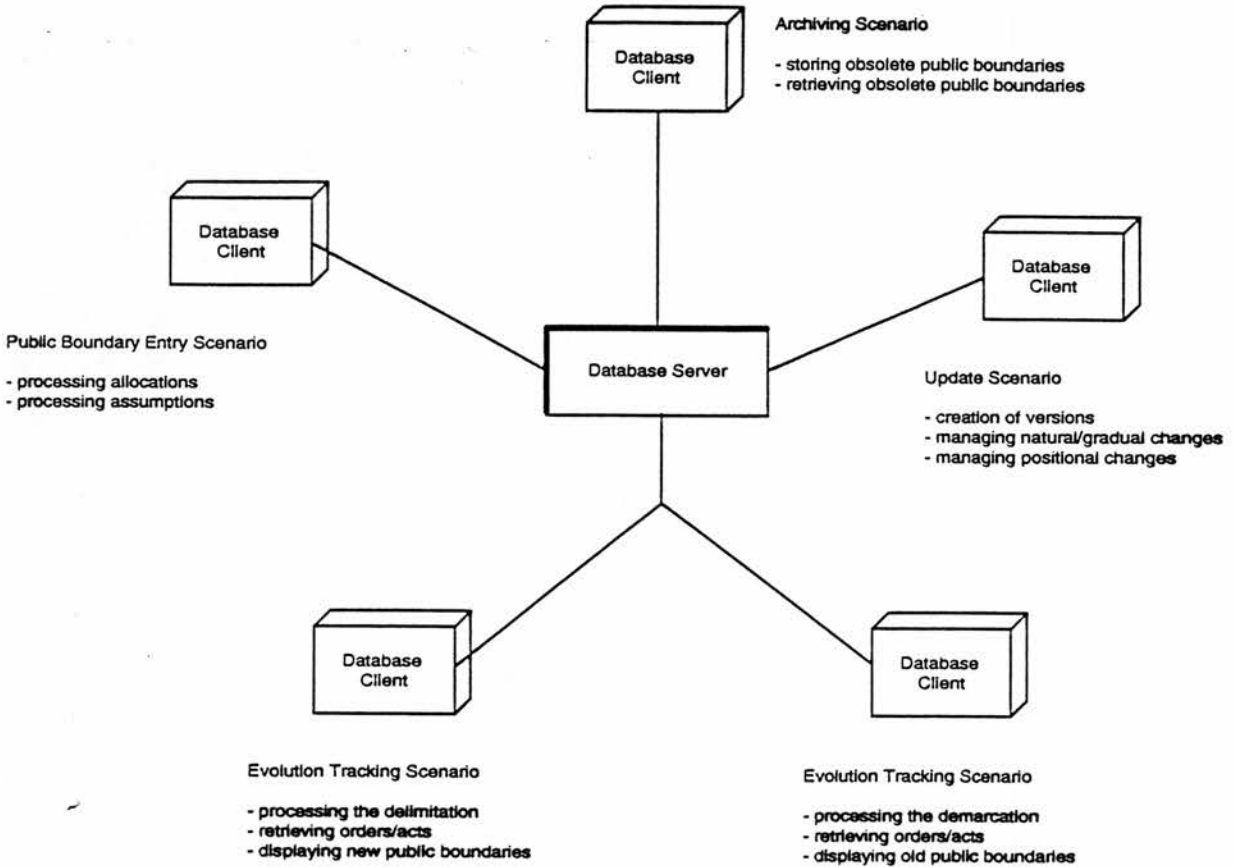 Database
Client
Archiving Scenario
- storing obsolete public boundaries
- retrieving obsolete public boundaries
Database
Client
Public Boundary Entry Scenario
- processing allocations
- processing assumptions
Database
Client
Update Scenario
- creation of versions
- managing natural/gradual changes
- managing positional changes
Database Server
Database
Client
Evolution Tracking Scenario
- processing the delimitation
- retrieving orders/acts
- displaying new public boundaries
Database
Client
Evolution Tracking Scenario
- processing the demarcation
- retrieving orders/acts
- displaying old public boundaries